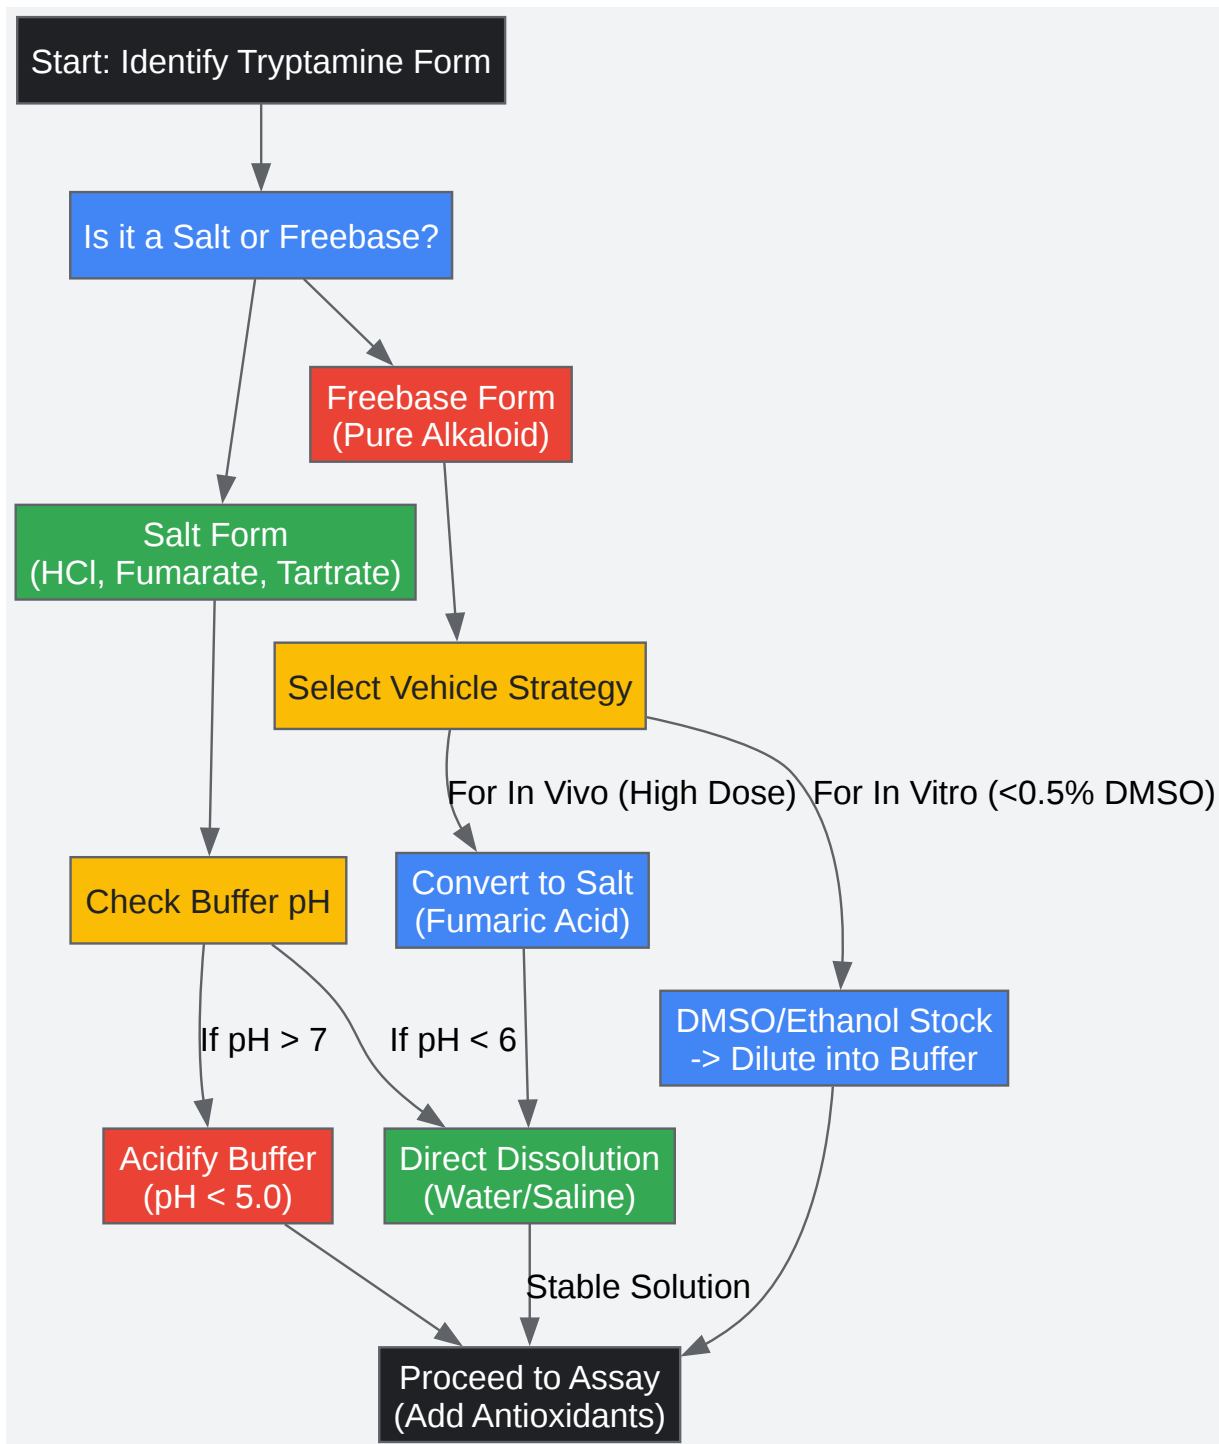 Start: Identify Tryptamine Form
Is it a Salt or Freebase?
Freebase Form
(Pure Alkaloid)
Salt Form
(HCl, Fumarate, Tartrate)
Select Vehicle Strategy
For In Vivo (High Dose)
For In Vitro (<0.5% DMSO)
Check Buffer pH
Convert to Salt
(Fumaric Acid)
DMSO/Ethanol Stock
-> Dilute into Buffer
If pH > 7
If pH < 6
Acidify Buffer
(pH < 5.0)
Direct Dissolution
(Water/Saline)
Stable Solution
Proceed to Assay
(Add Antioxidants)